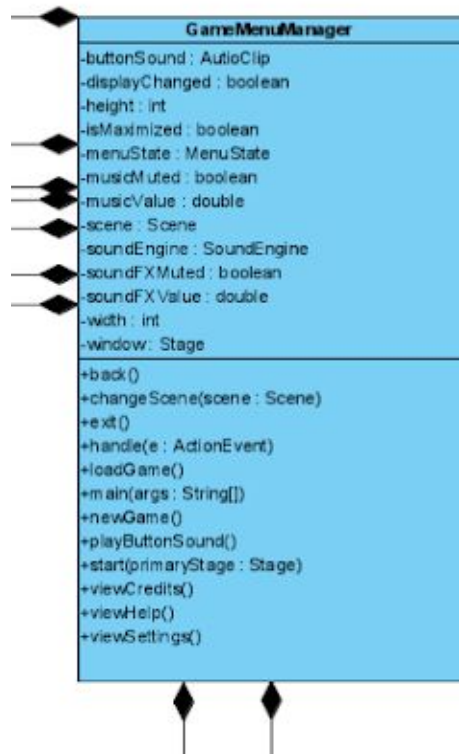 GameMenuManager
-buttonSound : AutioClip
-displayChanged : boolean
-height : int
-isMaximized : boolean
-menuState : MenuState
-musicMuted : boolean
-musicValue : double
-scene : Scene
-soundEngine : SoundEngine
-soundFXMuted : boolean
-soundFXValue : double
-width : int
-window : Stage
+back()
+changeScene(scene : Scene)
+exit()
+handle(e : ActionEvent)
+loadGame()
+main(args : String[])
+newGame()
+playButtonSound()
+start(primaryStage : Stage)
+viewCredits()
+viewHelp()
+viewSettings()